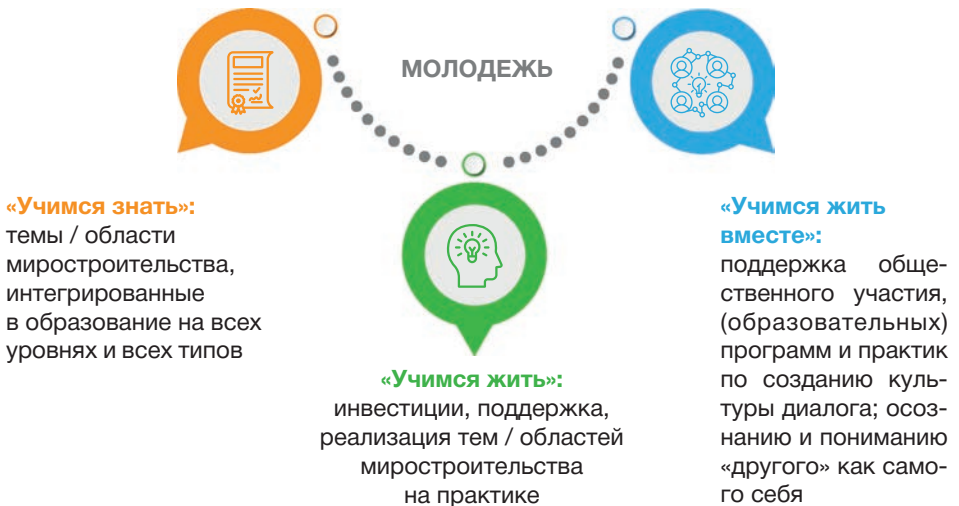 МОЛОДЕЖЬ
«Учимся знать»:
темы / области
миростроительства,
интегрированные
в образование на всех
уровнях и всех типов
«Учимся жить»:
инвестиции, поддержка,
реализация тем / областей
миростроительства
на практике
«Учимся жить
вместе»:
поддержка обще-
ственного участия,
(образовательных)
программ и практик
по созданию куль-
туры диалога; осоз-
нанию и пониманию
«другого» как само-
го себя